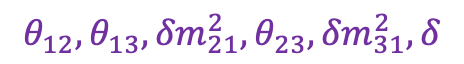 θ₁₂, θ₁₃, δm²₂₁, θ₂₃, δm²₃₁, δ